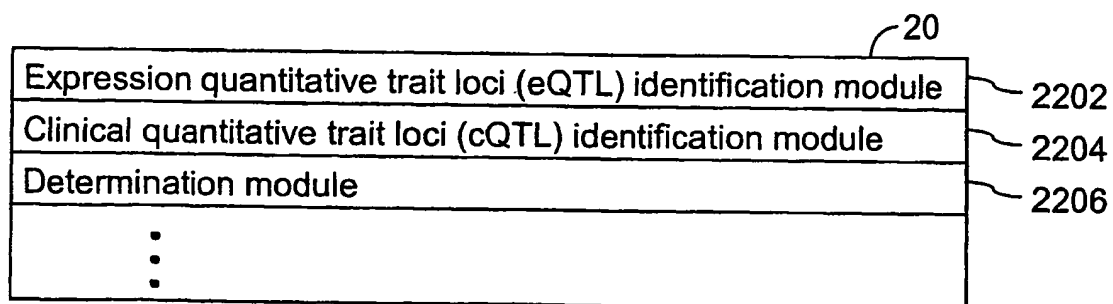 20
Expression quantitative trait loci (eQTL) identification module 2202
Clinical quantitative trait loci (cQTL) identification module 2204
Determination module 2206